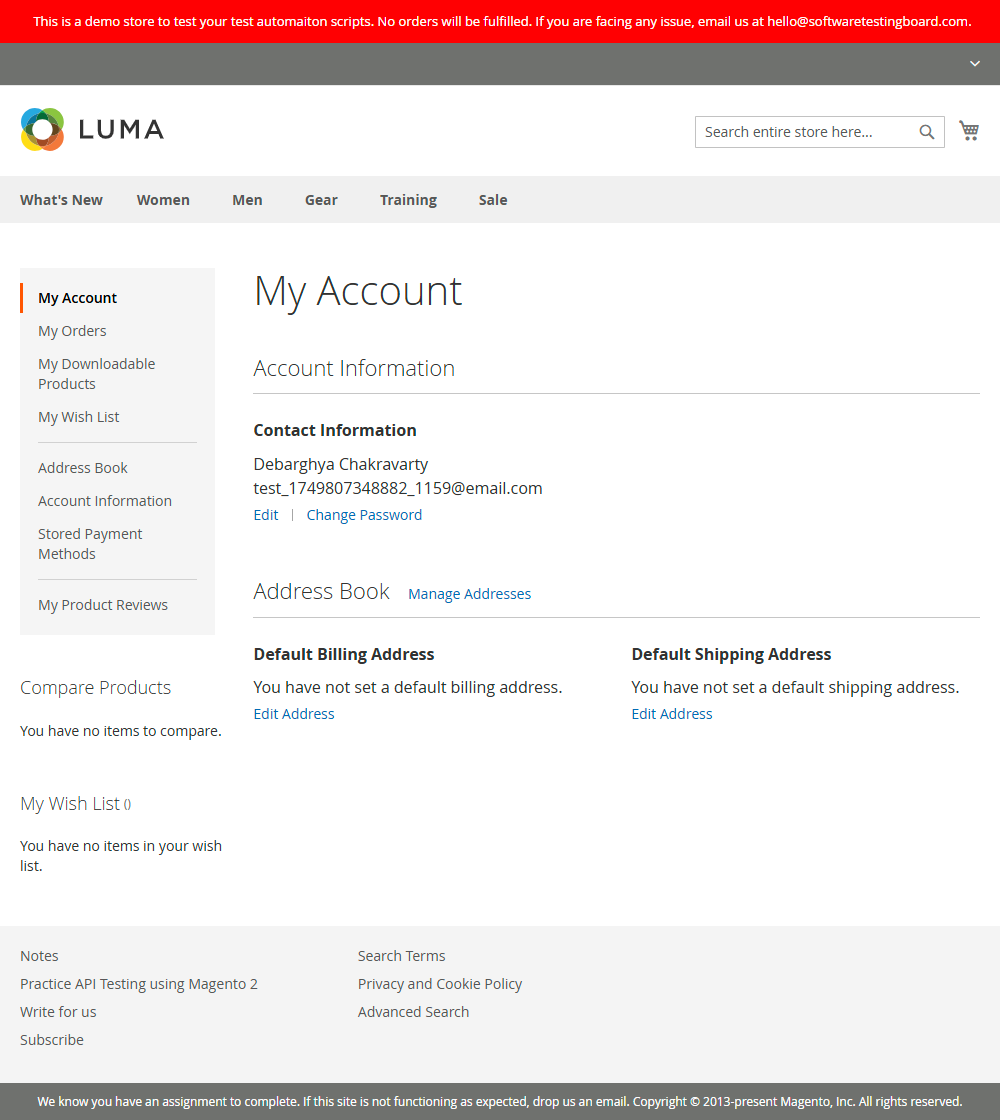 This is a demo store to test your test automaiton scripts. No orders will be fulfilled. If you are facing any issue, email us at hello@softwaretestingboard.com.
LUMA
Search entire store here...
What's New Women Men Gear Training Sale
My Account
My Orders
My Downloadable
Products
My Wish List
Address Book
Account Information
Stored Payment
Methods
My Product Reviews
Compare Products
You have no items to compare.
My Wish List ()
You have no items in your wish
list.
My Account
Account Information
Contact Information
Debarghya Chakravarty
test_1749807348882_1159@email.com
Edit | Change Password
Address Book Manage Addresses
Default Billing Address
You have not set a default billing address.
Edit Address
Default Shipping Address
You have not set a default shipping address.
Edit Address
Notes
Practice API Testing using Magento 2
Write for us
Subscribe
Search Terms
Privacy and Cookie Policy
Advanced Search
We know you have an assignment to complete. If this site is not functioning as expected, drop us an email. Copyright © 2013-present Magento, Inc. All rights reserved.